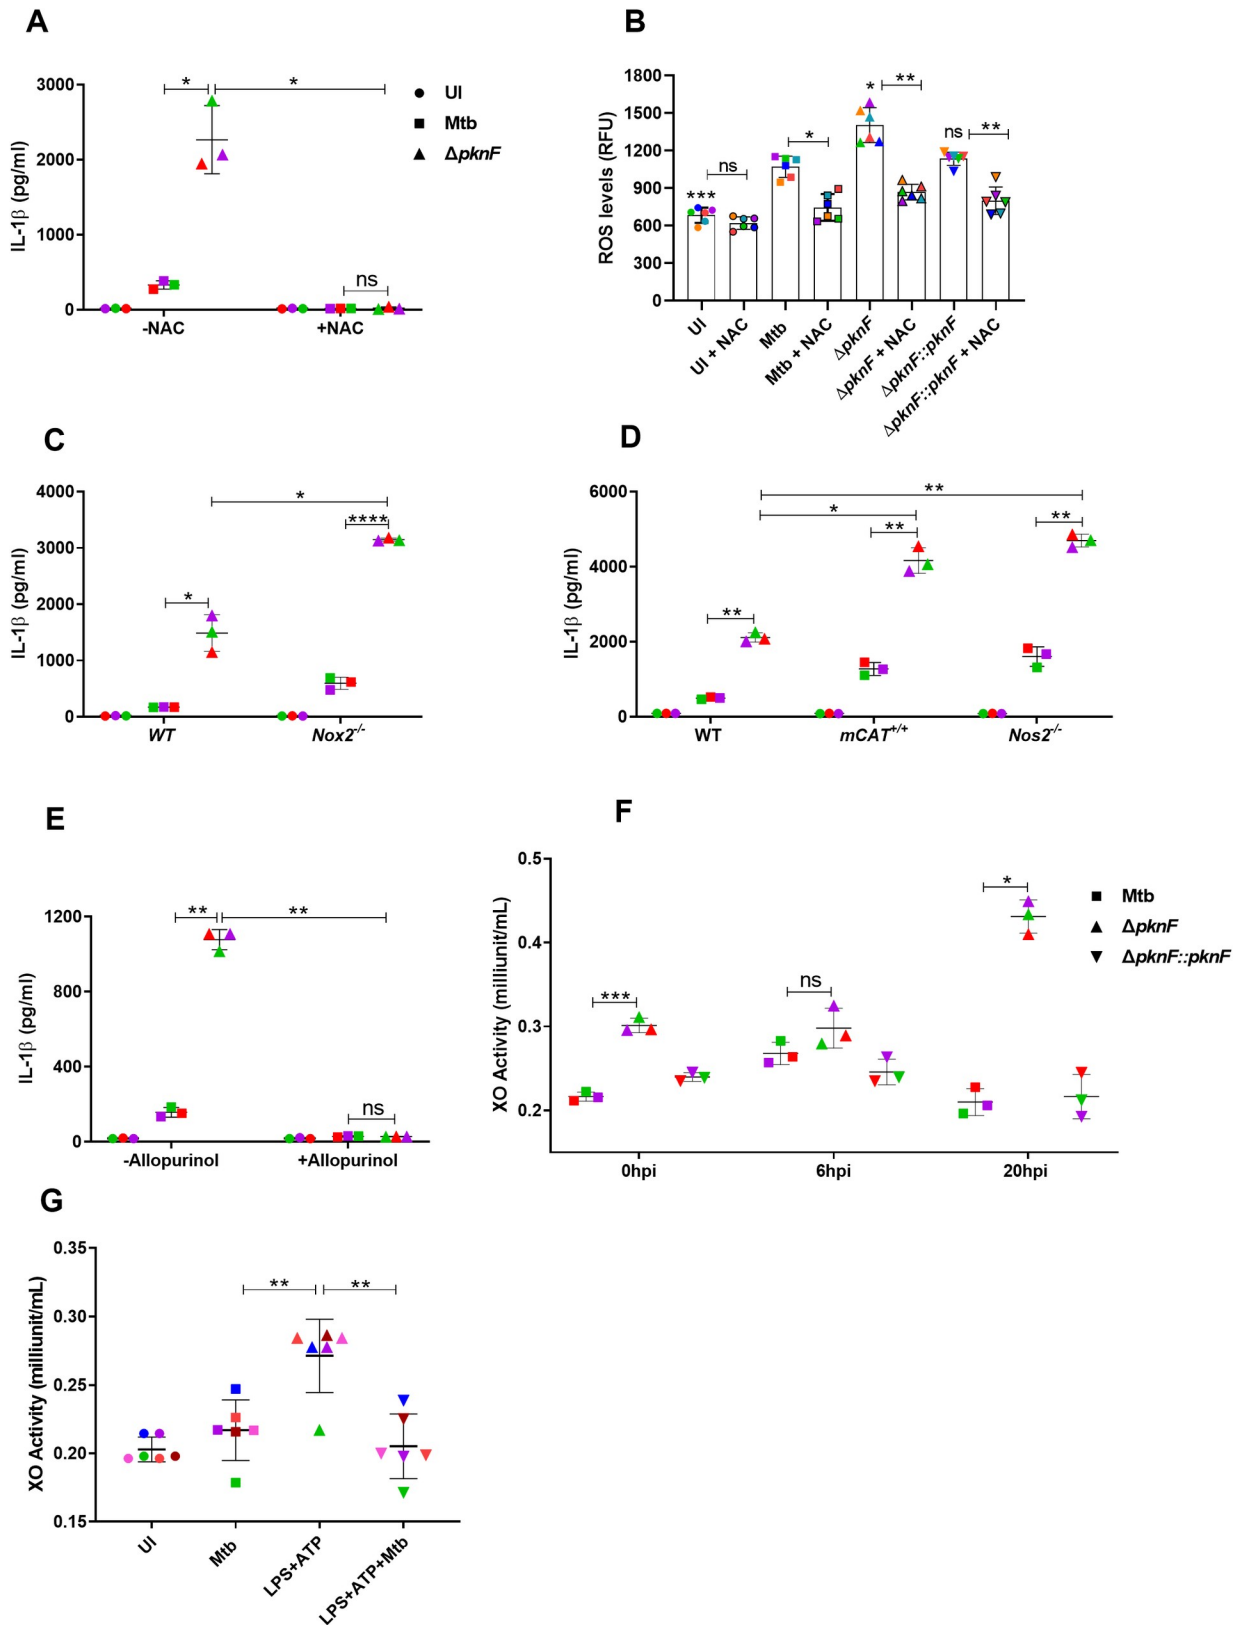 A
IL-1β (pg/ml)
3000
2000
1000
0
* *
ns
-NAC +NAC
UI
Mtb
ΔpknF
B
ROS levels (RFU)
1800
1500
1200
900
600
300
0
*** ns * * ** ns **
UI
UI + NAC
Mtb
Mtb + NAC
ΔpknF
ΔpknF + NAC
ΔpknF::pknF
ΔpknF::pknF + NAC
C
IL-1β (pg/ml)
4000
3000
2000
1000
0
*
****
*
WT Nox2-/-
D
IL-1β (pg/ml)
6000
4000
2000
0
**
*
** **
**
WT mCAT+/+ Nos2-/-
E
IL-1β (pg/ml)
1200
800
400
0
** **
ns
-Allopurinol +Allopurinol
F
XO Activity (milliunit/mL)
0.5
0.4
0.3
0.2
*** ns *
0hpi 6hpi 20hpi
Mtb
ΔpknF
ΔpknF::pknF
G
XO Activity (milliunit/mL)
0.35
0.30
0.25
0.20
0.15
** **
UI
Mtb
LPS+ATP
LPS+ATP+Mtb